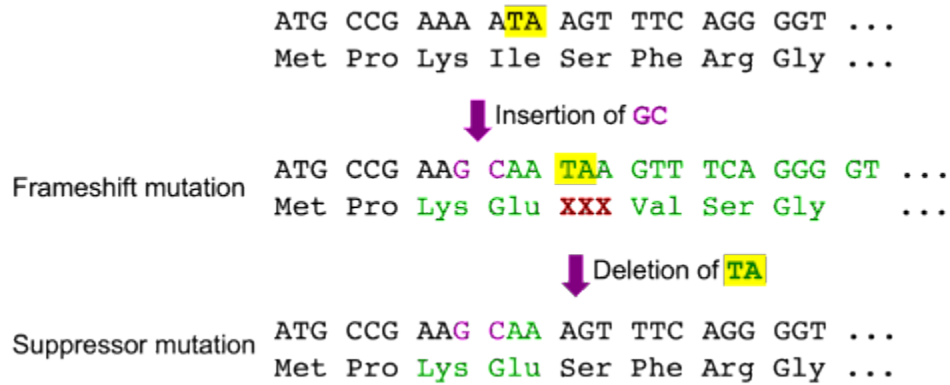 ATG CCG AAA ATA AGT TTC AGG GGT ...
Met Pro Lys Ile Ser Phe Arg Gly ...
Insertion of GC
Frameshift mutation
ATG CCG AAG CAA TAA GTT TCA GGG GT ...
Met Pro Lys Glu XXX Val Ser Gly ...
Deletion of TA
Suppressor mutation
ATG CCG AAG CAA AGT TTC AGG GGT ...
Met Pro Lys Glu Ser Phe Arg Gly ...